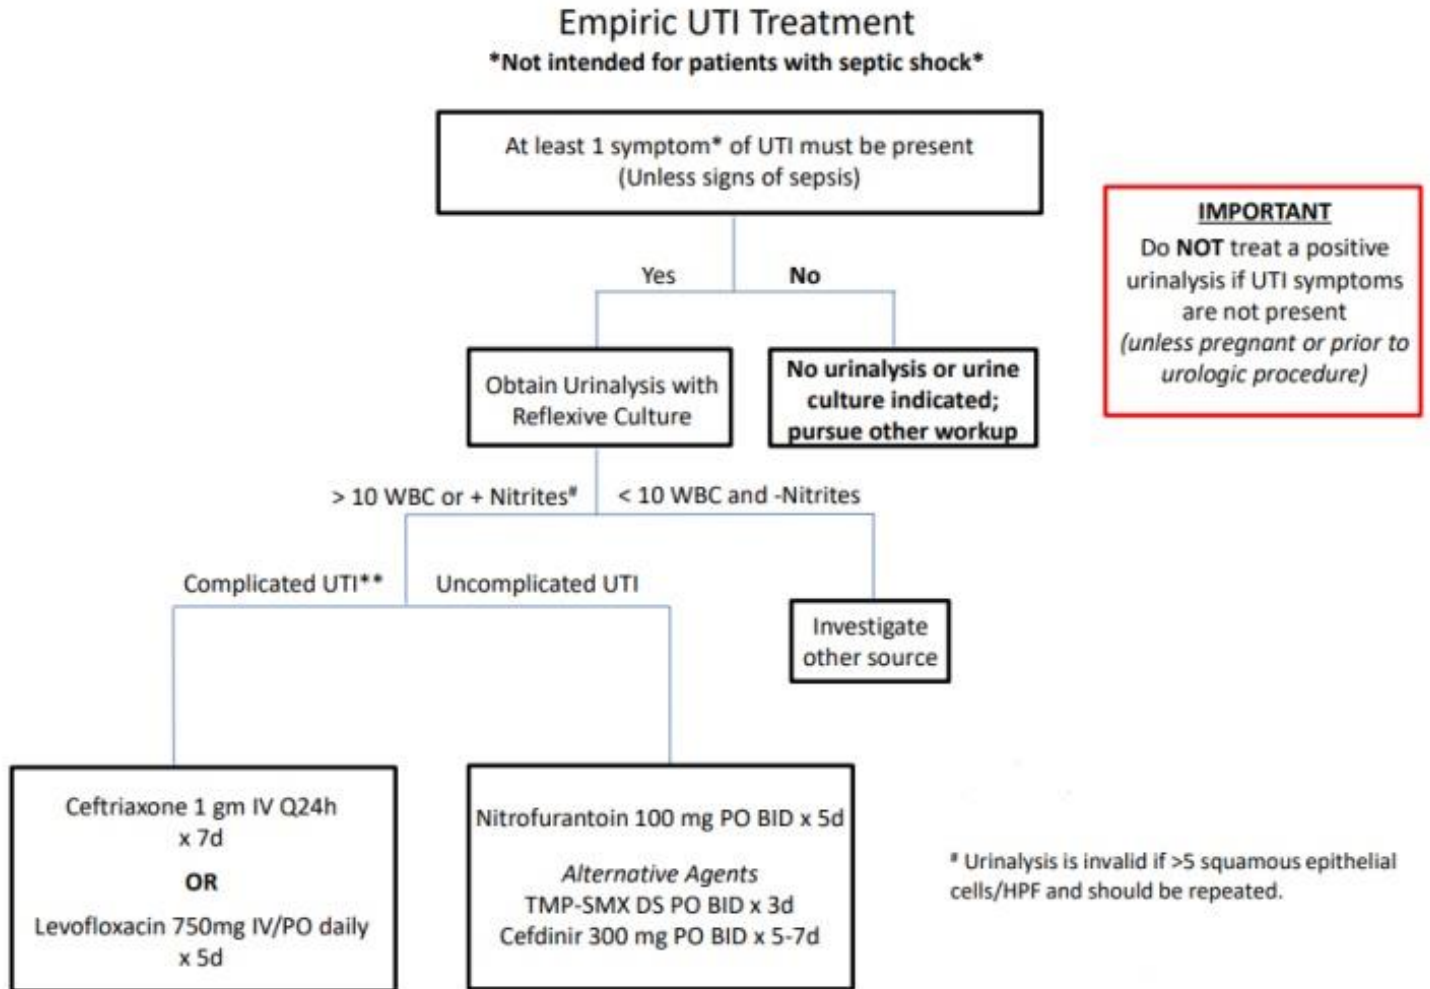 Empiric UTI Treatment
*Not intended for patients with septic shock*
At least 1 symptom* of UTI must be present
(Unless signs of sepsis)
IMPORTANT
Do NOT treat a positive
urinalysis if UTI symptoms
are not present
(unless pregnant or prior to
urologic procedure)
Yes
No
Obtain Urinalysis with
Reflexive Culture
No urinalysis or urine
culture indicated;
pursue other workup
> 10 WBC or + Nitrites#
< 10 WBC and -Nitrites
Complicated UTI**
Uncomplicated UTI
Investigate
other source
Ceftriaxone 1 gm IV Q24h
x 7d
OR
Levofloxacin 750mg IV/PO daily
x 5d
Nitrofurantoin 100 mg PO BID x 5d
Alternative Agents
TMP-SMX DS PO BID x 3d
Cefdinir 300 mg PO BID x 5-7d
# Urinalysis is invalid if >5 squamous epithelial
cells/HPF and should be repeated.